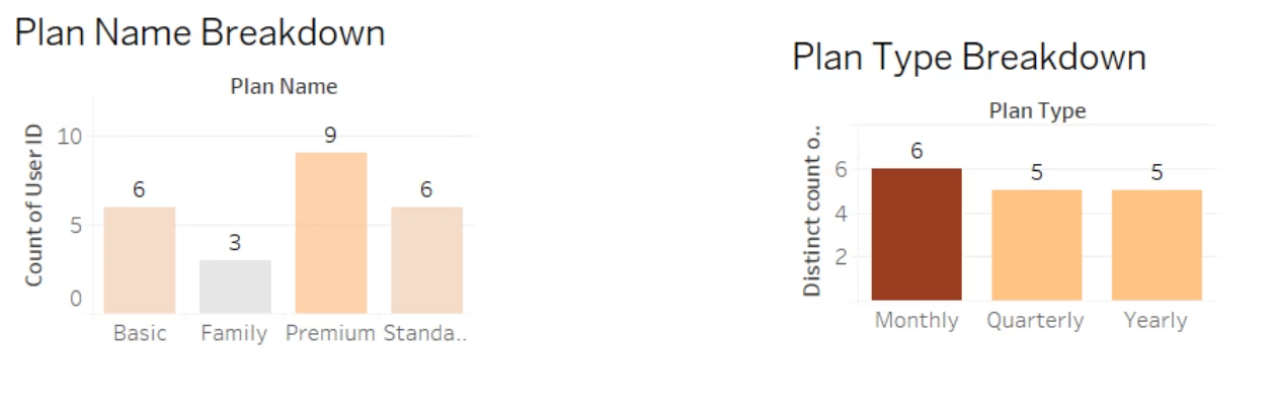 Plan Name Breakdown
Plan Name
Count of User ID
10
5
0
6
3
9
6
Basic
Family
Premium
Standa..
Plan Type Breakdown
Plan Type
Distinct count o..
6
4
2
6
5
5
Monthly
Quarterly
Yearly